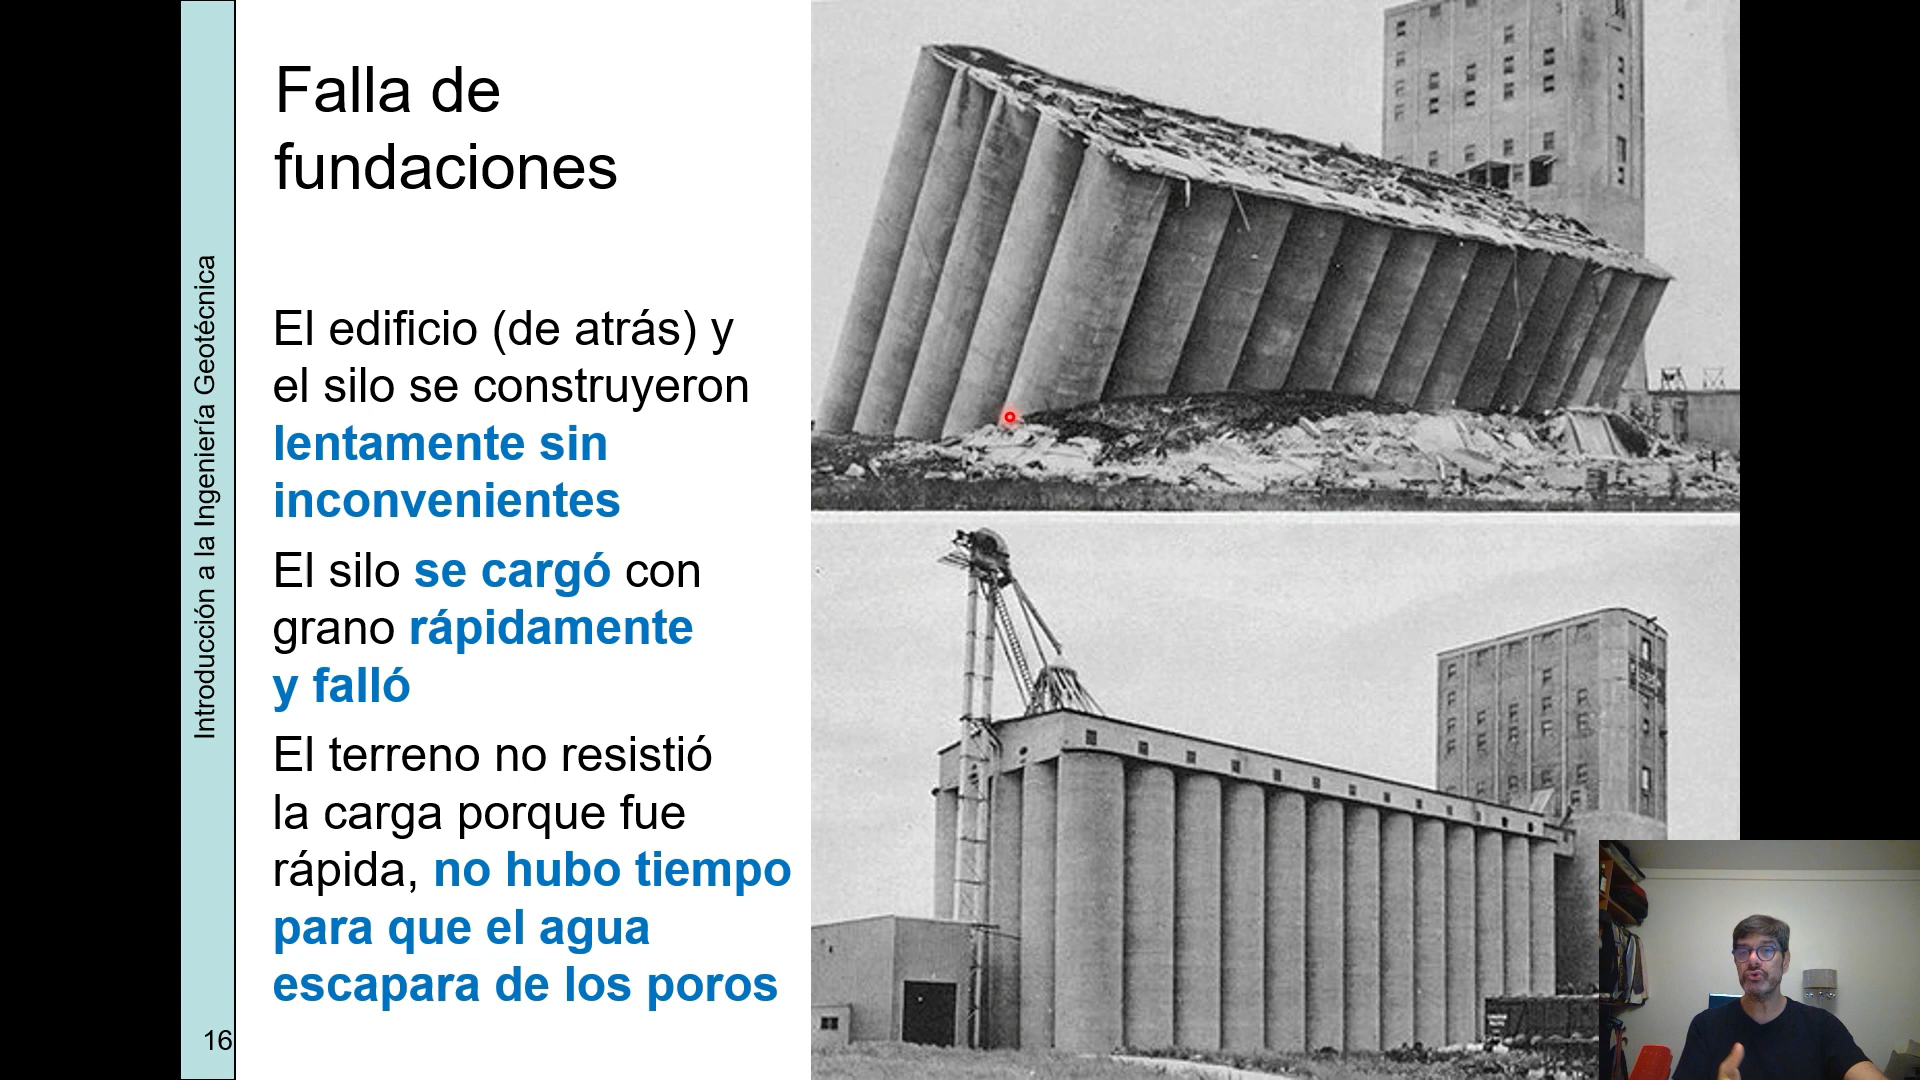 Falla de
fundaciones
El edificio (de atrás) y
el silo se construyeron
lentamente sin
inconvenientes
El silo se cargó con
grano rápidamente
y falló
El terreno no resistió
la carga porque fue
rápida, no hubo tiempo
para que el agua
escapara de los poros
Introducción a la Ingeniería Geotécnica
16